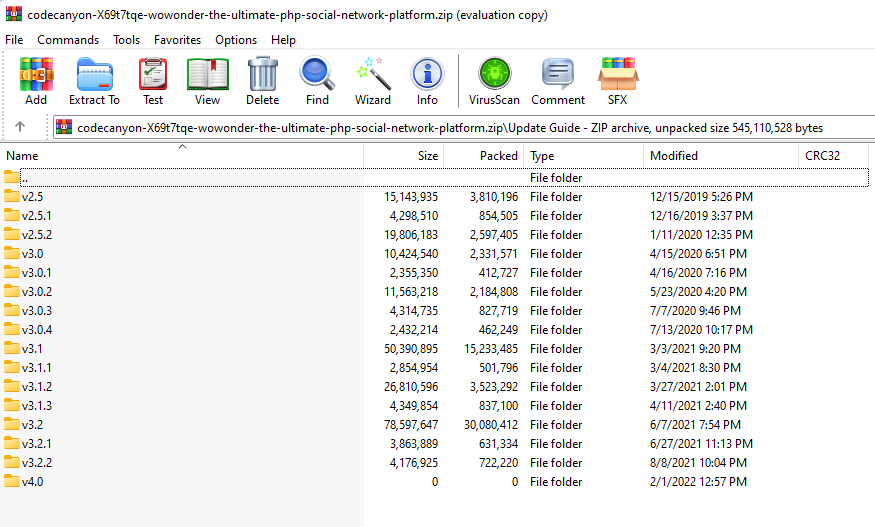 codecanyon-X69t7tqe-wowonder-the-ultimate-php-social-network-platform.zip (evaluation copy)
File Commands Tools Favorites Options Help
Add Extract To Test View Delete Find Wizard Info VirusScan Comment SFX
codecanyon-X69t7tqe-wowonder-the-ultimate-php-social-network-platform.zip\Update Guide - ZIP archive, unpacked size 545,110,528 bytes
Name Size Packed Type Modified CRC32
.. File folder
v2.5 15,143,935 3,810,196 File folder 12/15/2019 5:26 PM
v2.5.1 4,298,510 854,505 File folder 12/16/2019 3:37 PM
v2.5.2 19,806,183 2,597,405 File folder 1/11/2020 12:35 PM
v3.0 10,424,540 2,331,571 File folder 4/15/2020 6:51 PM
v3.0.1 2,355,350 412,727 File folder 4/16/2020 7:16 PM
v3.0.2 11,563,218 2,184,808 File folder 5/23/2020 4:20 PM
v3.0.3 4,314,735 827,719 File folder 7/7/2020 9:46 PM
v3.0.4 2,432,214 462,249 File folder 7/13/2020 10:17 PM
v3.1 50,390,895 15,233,485 File folder 3/3/2021 9:20 PM
v3.1.1 2,854,954 501,796 File folder 3/4/2021 8:30 PM
v3.1.2 26,810,596 3,523,292 File folder 3/27/2021 2:01 PM
v3.1.3 4,349,854 837,100 File folder 4/11/2021 2:40 PM
v3.2 78,597,647 30,080,412 File folder 6/7/2021 7:54 PM
v3.2.1 3,863,889 631,334 File folder 6/27/2021 11:13 PM
v3.2.2 4,176,925 722,220 File folder 8/8/2021 10:04 PM
v4.0 0 0 File folder 2/1/2022 12:57 PM